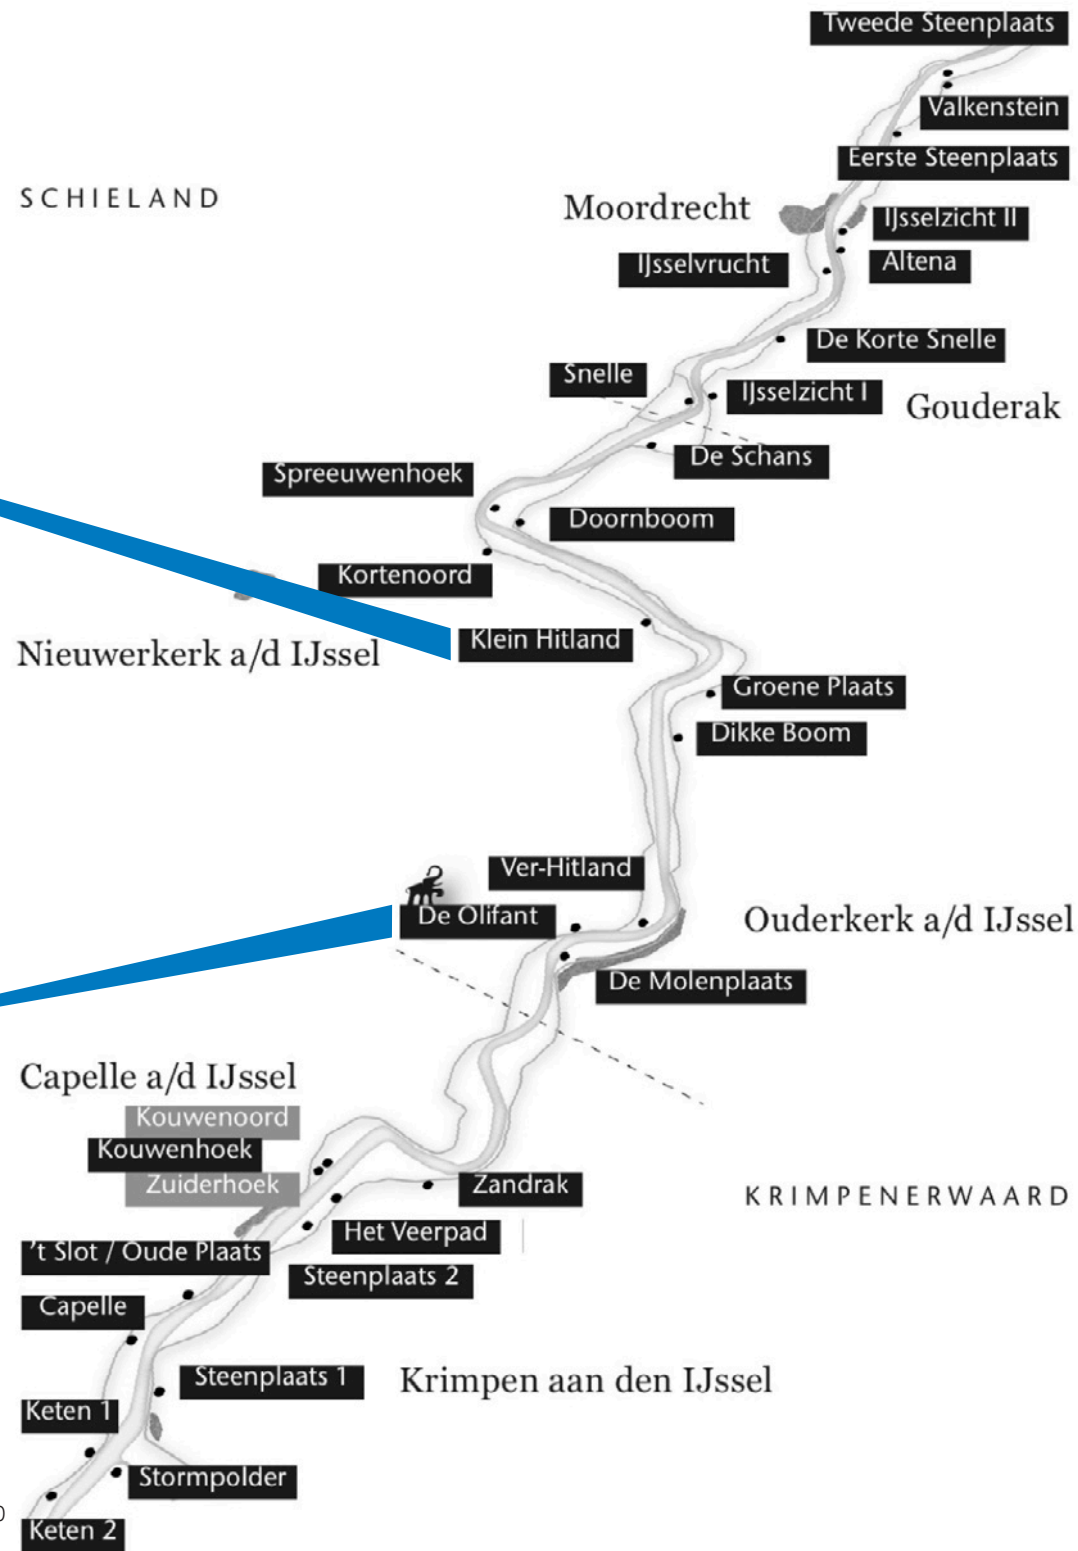 Tweede Steenplaats
Valkenstein
Eerste Steenplaats
SCHIELAND
Moordrecht
IJsselzicht II
IJsselvrucht
Altena
De Korte Snelle
Snelle
IJsselzicht I
Gouderak
De Schans
Spreeuwenhoek
Doornboom
Kortenoord
Klein Hitland
Nieuwerkerk a/d IJssel
Groene Plaats
Dikke Boom
Ver-Hitland
De Olifant
Ouderkerk a/d IJssel
De Molenplaats
Capelle a/d IJssel
Kouwenoord
Kouwenhoek
Zuiderhoek
Zandrak
KRIMPENERWAARD
Het Veerpad
't Slot / Oude Plaats
Steenplaats 2
Capelle
Steenplaats 1
Krimpen aan den IJssel
Keten 1
Stormpolder
Keten 2